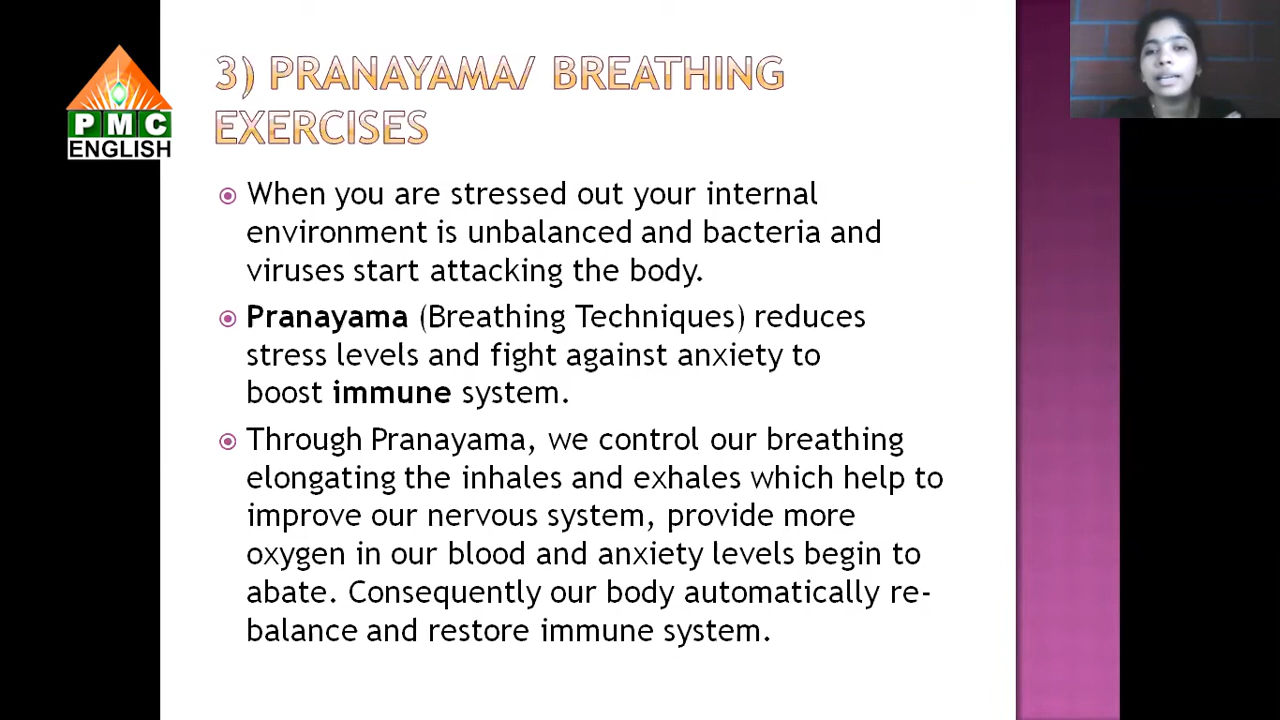 3) PRANAYAMA/ BREATHING
EXERCISES
PMC
ENGLISH
When you are stressed out your internal
environment is unbalanced and bacteria and
viruses start attacking the body.
Pranayama (Breathing Techniques) reduces
stress levels and fight against anxiety to
boost immune system.
Through Pranayama, we control our breathing
elongating the inhales and exhales which help to
improve our nervous system, provide more
oxygen in our blood and anxiety levels begin to
abate. Consequently our body automatically re-
balance and restore immune system.